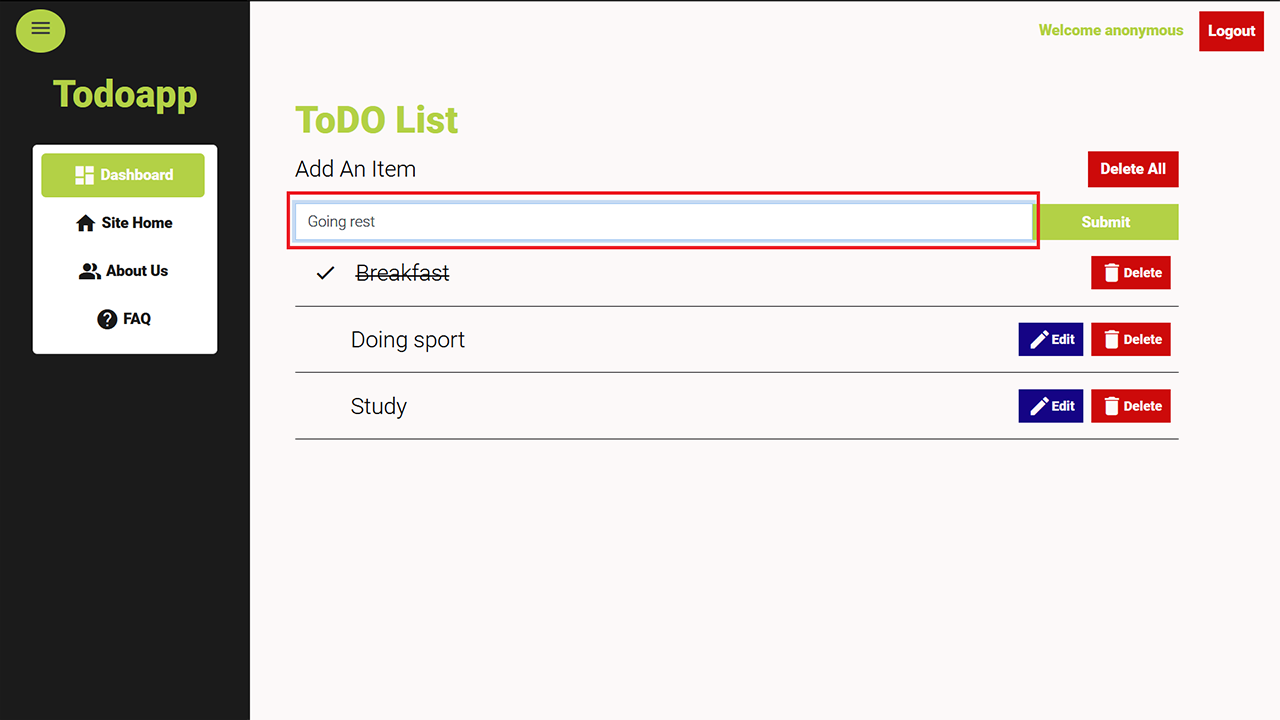 Welcome anonymous Logout
Todoapp
Dashboard
Site Home
About Us
FAQ
ToDO List
Add An Item Delete All
Going rest Submit
Breakfast Delete
Doing sport Edit Delete
Study Edit Delete